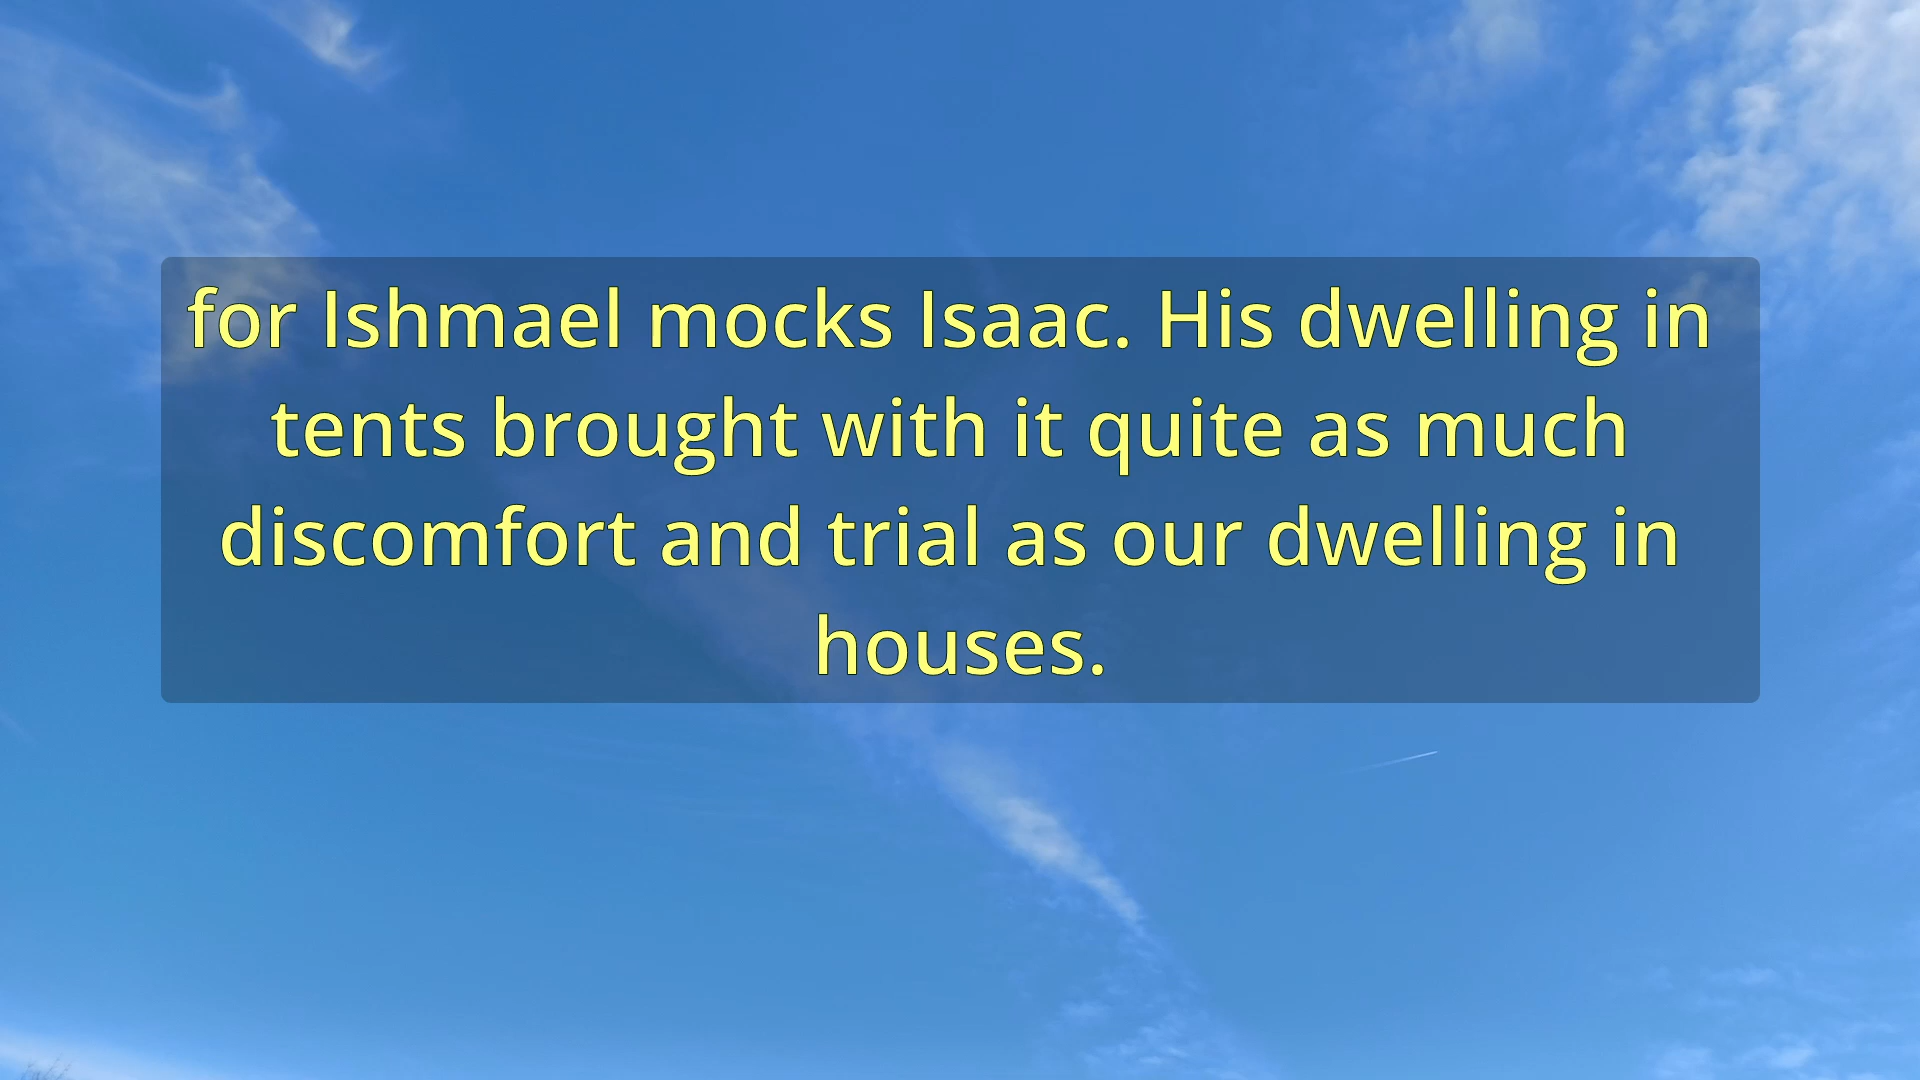 for Ishmael mocks Isaac. His dwelling in
tents brought with it quite as much
discomfort and trial as our dwelling in
houses.